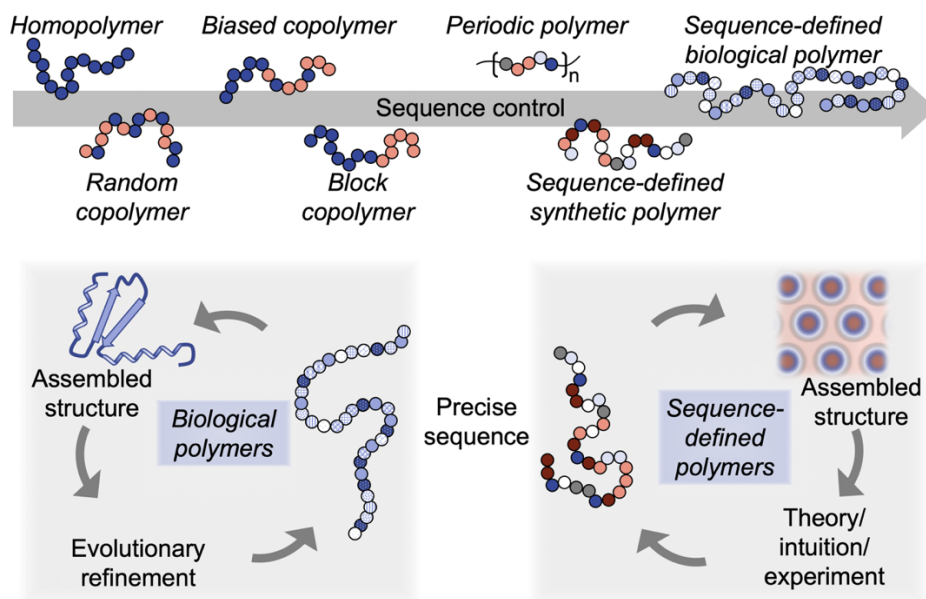 Homopolymer
Biased copolymer
Periodic polymer
Sequence-defined
biological polymer
n
Sequence control
Random
copolymer
Block
copolymer
Sequence-defined
synthetic polymer
Assembled
structure
Biological
polymers
Evolutionary
refinement
Precise
sequence
Sequence-
defined
polymers
Assembled
structure
Theory/
intuition/
experiment